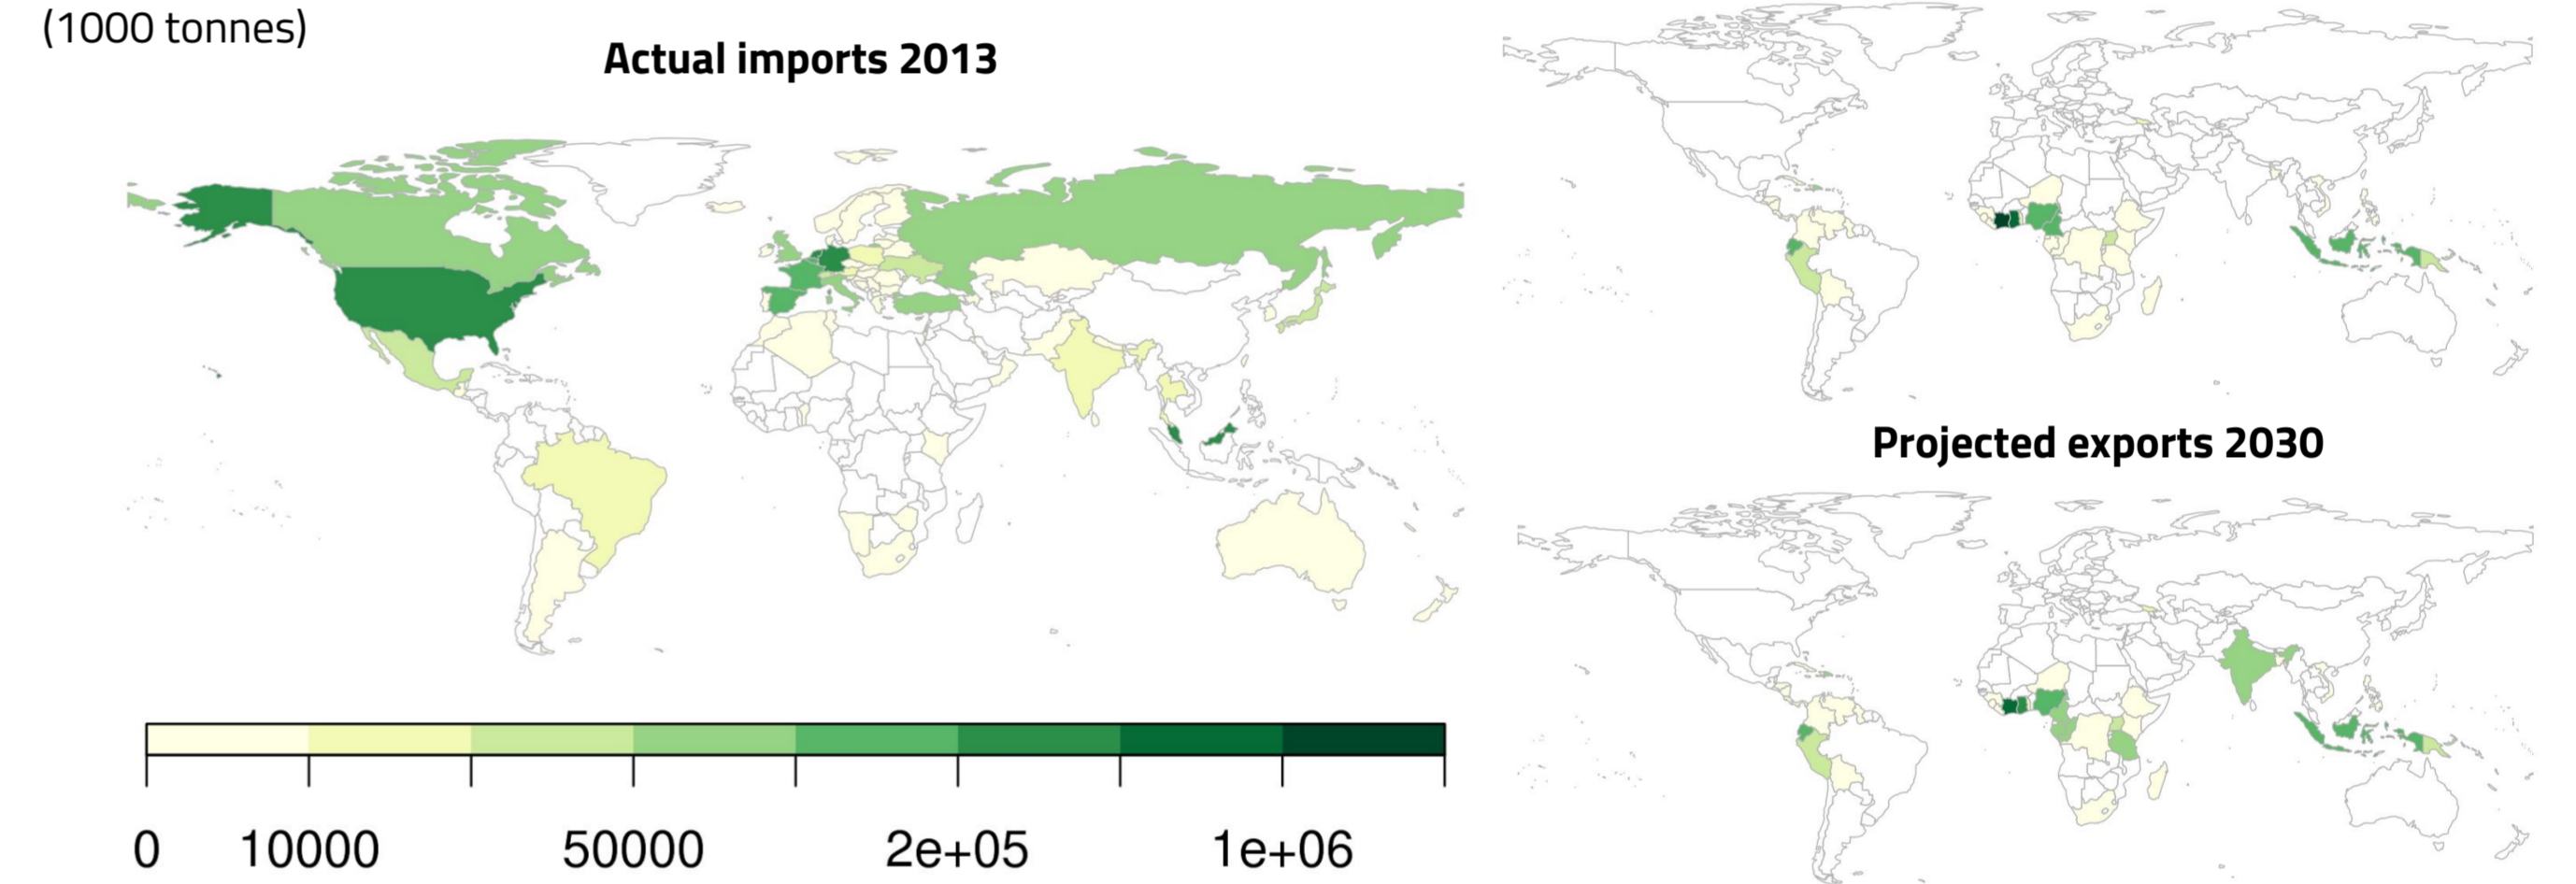 (1000 tonnes)
Actual imports 2013
Projected exports 2030
0 10000 50000 2e+05 1e+06